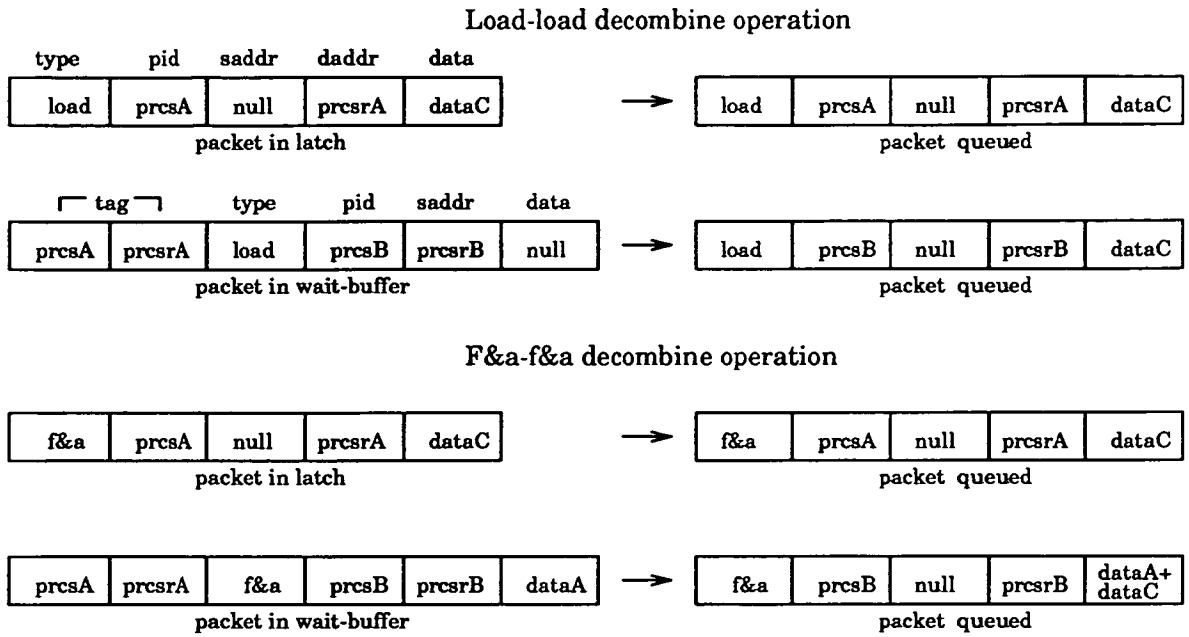 Load-load decombine operation
type pid saddr daddr data
load prcsA null prcsrA dataC load prcsA null prcsrA dataC
packet in latch packet queued
tag type pid saddr data
prcsA prcsrA load prcsB prcsrB null load prcsB null prcsrB dataC
packet in wait-buffer packet queued
F&a-f&a decombine operation
f&a prcsA null prcsrA dataC f&a prcsA null prcsrA dataC
packet in latch packet queued
prcsA prcsrA f&a prcsB prcsrB dataA f&a prcsB null prcsrB dataA+
dataC
packet in wait-buffer packet queued